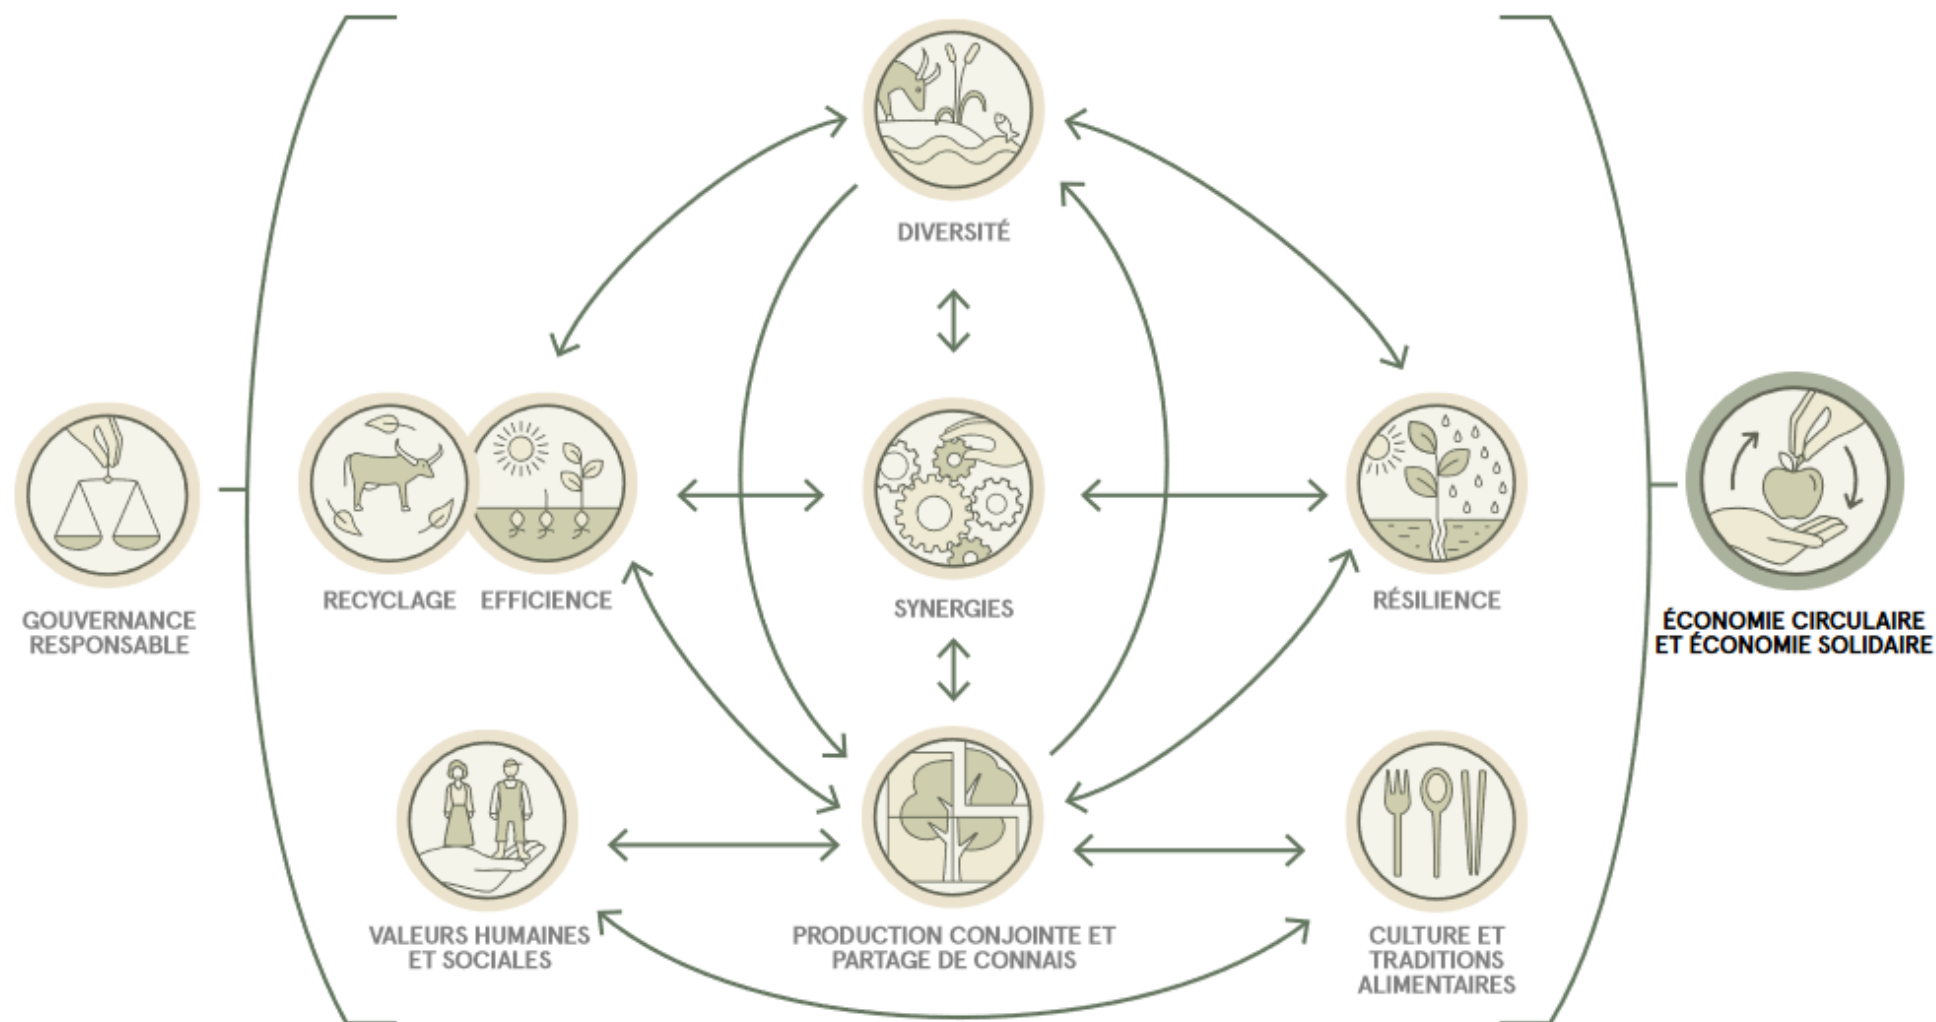 DIVERSITÉ
GOUVERNANCE
RESPONSABLE
RECYCLAGE
EFFICIENCE
SYNERGIES
RÉSILIENCE
ÉCONOMIE CIRCULAIRE
ET ÉCONOMIE SOLIDAIRE
VALEURS HUMAINES
ET SOCIALES
PRODUCTION CONJOINTE ET
PARTAGE DE CONNAIS
CULTURE ET
TRADITIONS
ALIMENTAIRES